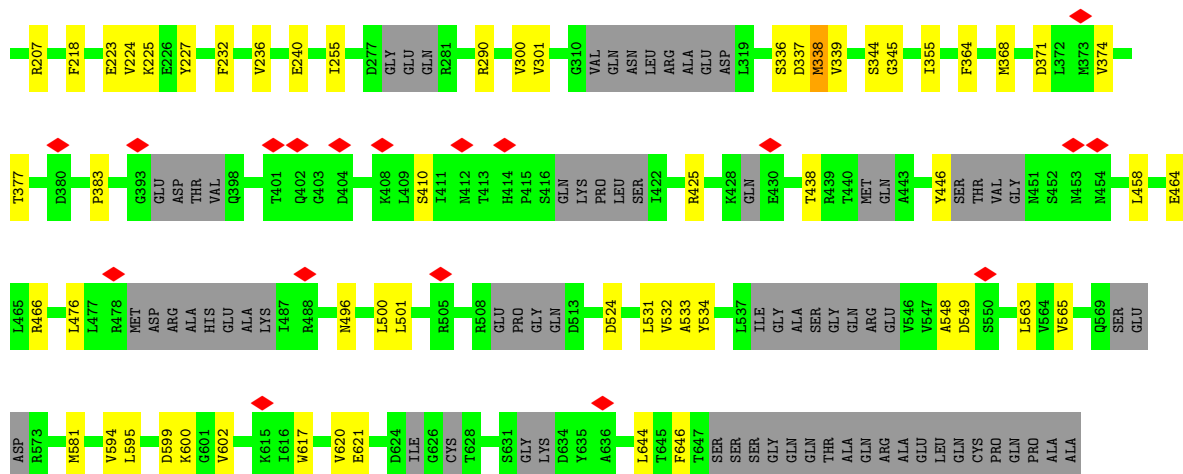 R207 F218 E223 V224 K225 E226 Y227 F232 V236 E240 I255 D277 GLY GLU GLN R281 R290 V300 V301 G310 VAL GLN ASN LEU ARG ALA GLU ASP L319 S336 D337 M338 V339 S344 G345 I355 F364 M368 D371 L372 M373 V374
T377 D380 P383 G393 GLU ASP THR VAL Q398 T401 Q402 G403 D404 K408 L409 S410 I411 N412 T413 H414 P415 S416 GLN LYS PRO LEU SER I422 R425 K428 GLN E430 T438 R439 T440 MET GLN A443 Y446 SER THR VAL GLY N451 S452 N453 N454 L458 E464
L465 R466 L476 L477 R478 MET ASP ARG ALA HIS GLU ALA LYS I487 R488 N496 L500 L501 R505 R508 GLU PRO GLY GLN D513 D524 L531 V532 A533 Y534 L537 ILE GLY ALA SER GLY GLN ARG GLU V546 V547 A548 D549 S550 L563 V564 V565 Q569 SER GLU
ASP R573 M581 V594 L595 D599 K600 G601 V602 K615 I616 W617 V620 E621 D624 ILE G626 CYS T628 S631 GLY LYS D634 Y635 A636 L644 T645 F646 T647 SER SER SER GLY GLN GLN THR ALA GLN ARG ALA GLU LEU GLN CYS PRO GLN PRO ALA ALA